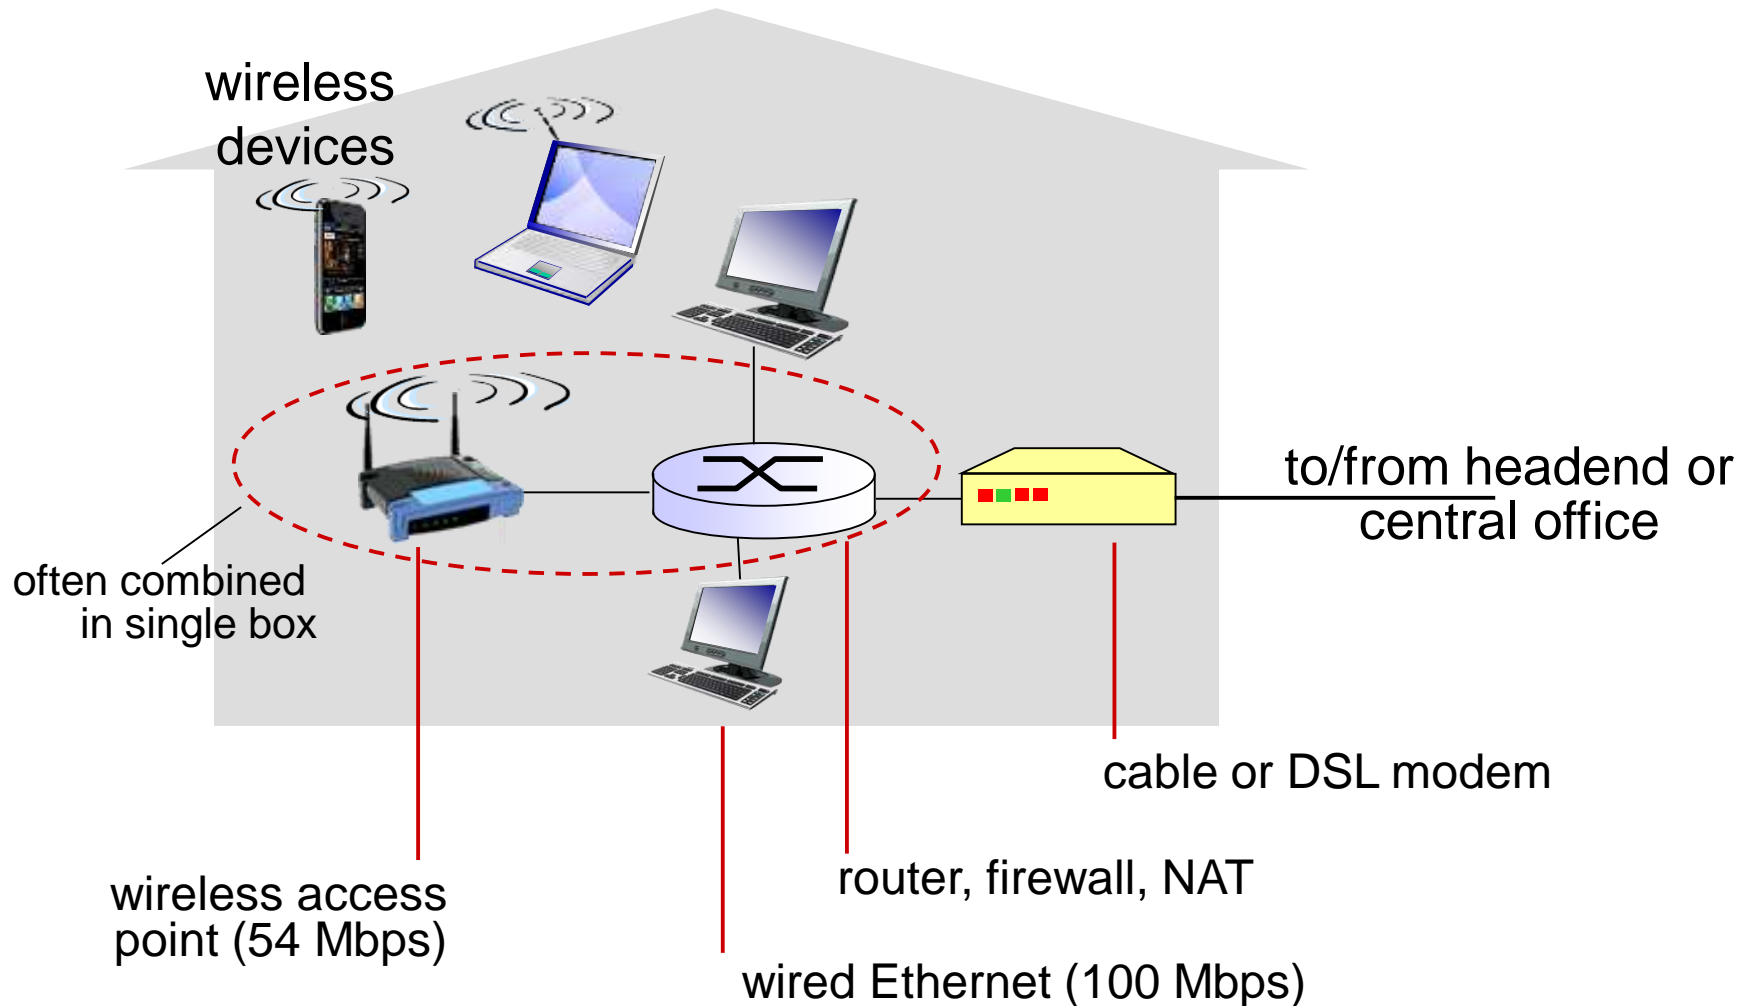 wireless
devices
to/from headend or
central office
often combined
in single box
cable or DSL modem
router, firewall, NAT
wireless access
point (54 Mbps)
wired Ethernet (100 Mbps)